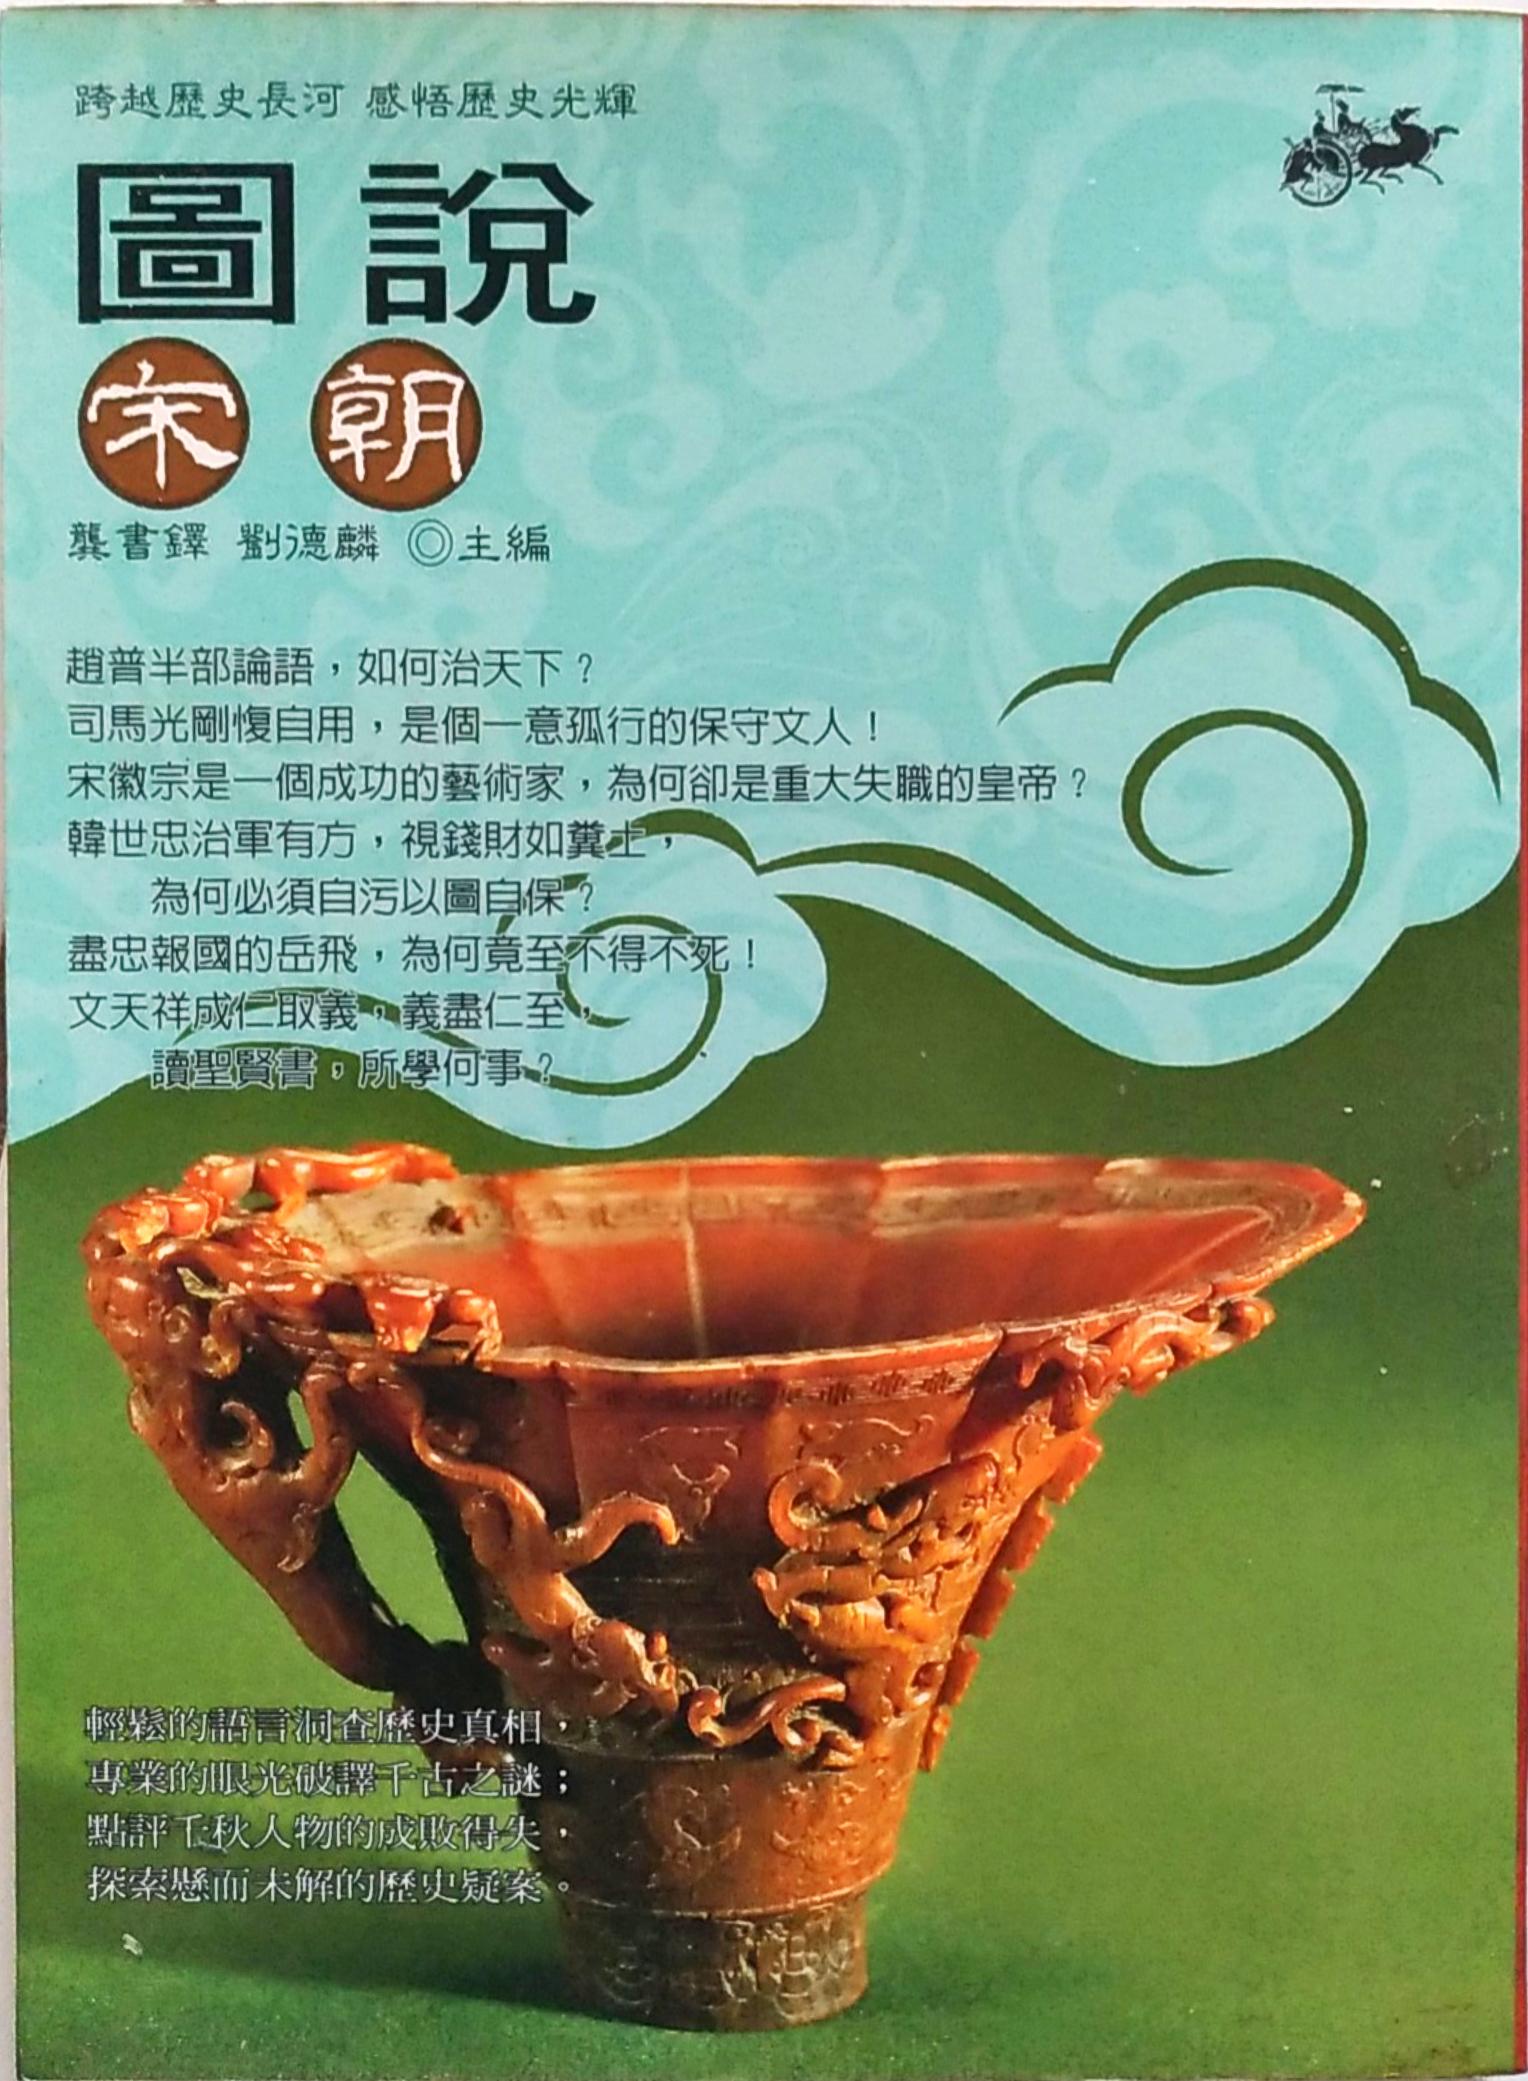 跨越歷史長河 感悟歷史光輝
圖說
宋朝
龔書鐸 劉德麟 ◎主編
趙普半部論語，如何治天下？
司馬光剛愎自用，是個一意孤行的保守文人！
宋徽宗是一個成功的藝術家，為何卻是重大失職的皇帝？
韓世忠治軍有方，視錢財如糞土，
為何必須自污以圖自保？
盡忠報國的岳飛，為何竟至不得不死！
文天祥成仁取義，義盡仁至，
讀聖賢書，所學何事？
輕鬆的語言洞查歷史真相，
專業的眼光破譯千古之謎；
點評千秋人物的成敗得失，
探索懸而未解的歷史疑案。